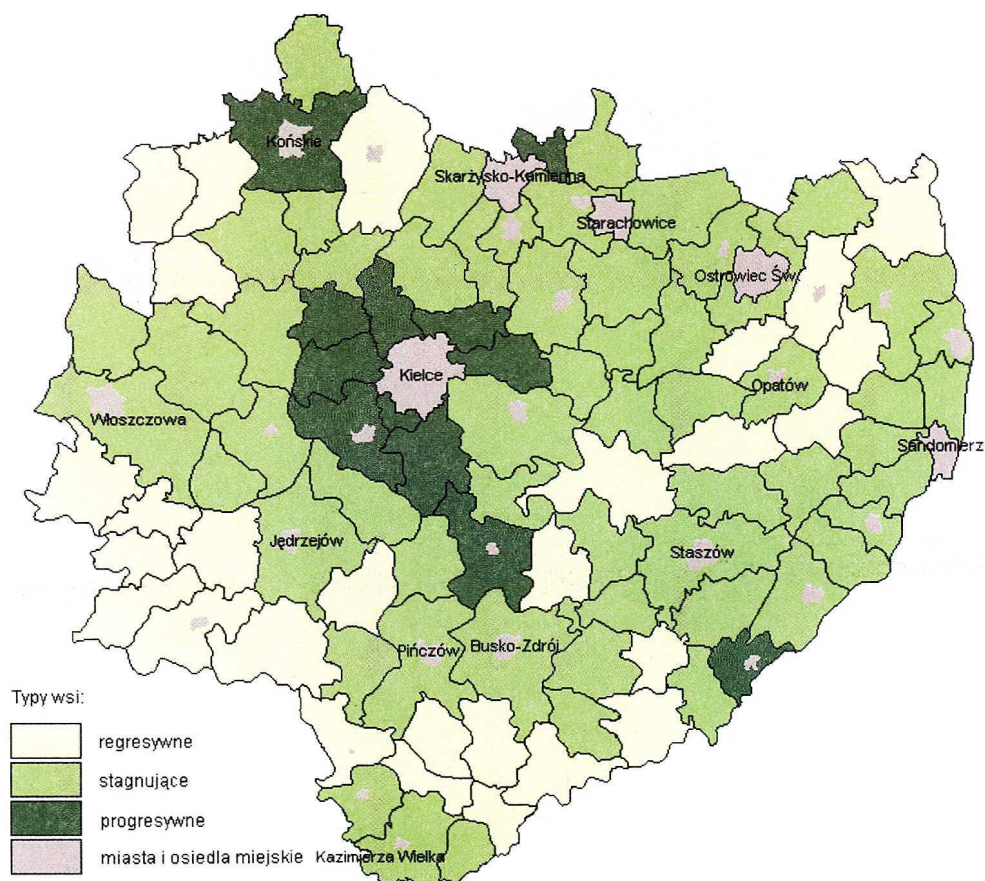 Końskie
Skarżysko-Kamienna
Starachowice
Ostrowiec Św.
Kielce
Opatów
Włoszczowa
Sandomierz
Jędrzejów
Staszów
Pińczów
Busko-Zdrój
Typy wsi:
regresywne
stagnujące
progresywne
miasta i osiedla miejskie
Kazimierza Wielka